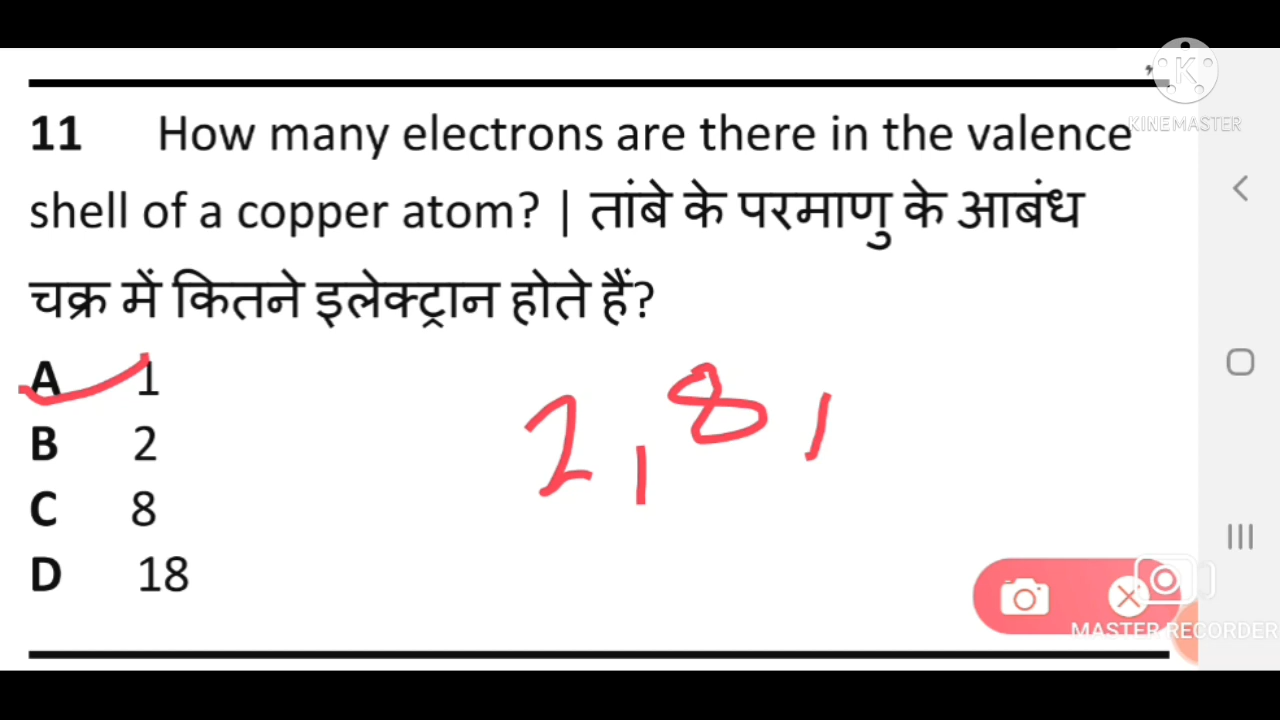 KINEMASTER
11 How many electrons are there in the valence
shell of a copper atom? | तांबे के परमाणु के आबंध
चक्र में कितने इलेक्ट्रान होते हैं?
A 1
B 2
C 8
D 18
2, 8,
MASTER RECORDER